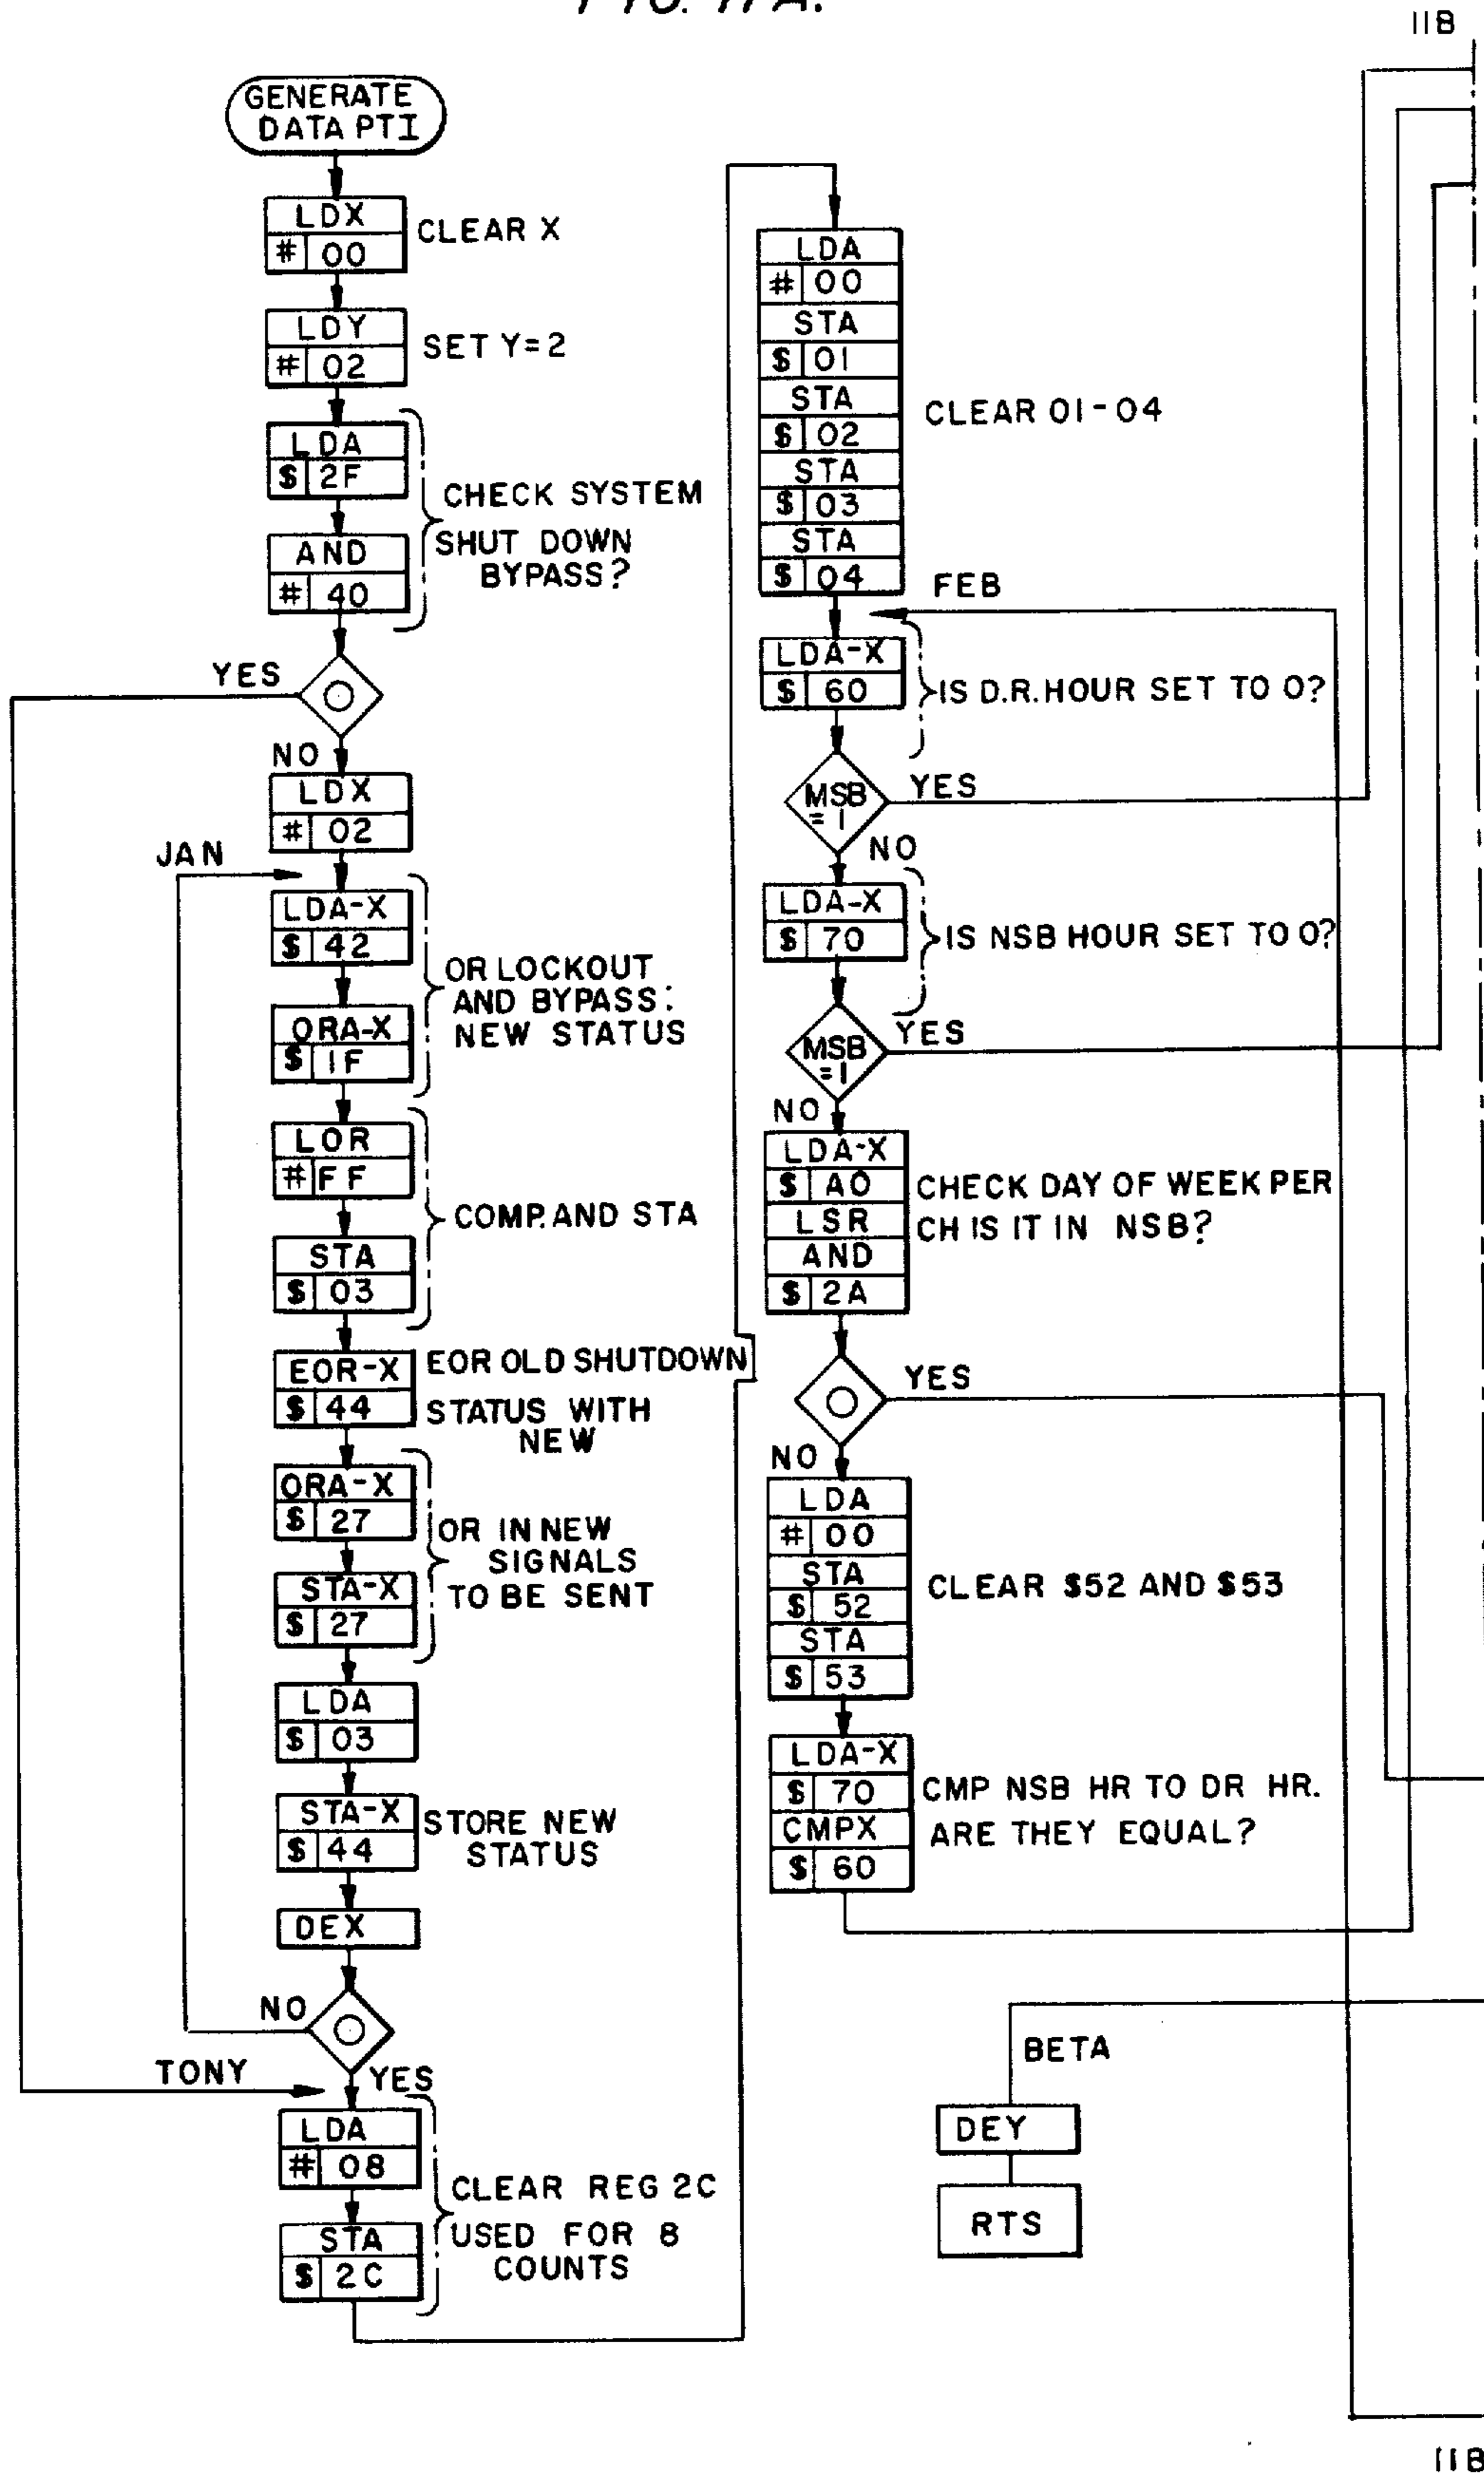 FIG. 11A.
11B
GENERATE
DATA PTI
LDX
# 00
CLEAR X
LDY
# 02
SET Y=2
LDA
$ 2F
AND
# 40
CHECK SYSTEM
SHUT DOWN
BYPASS?
YES
0
NO
LDX
# 02
JAN
LDA-X
$ 42
ORA-X
$ 1F
OR LOCKOUT
AND BYPASS:
NEW STATUS
LOR
# FF
STA
$ 03
COMP. AND STA
EOR-X
$ 44
EOR OLD SHUTDOWN
STATUS WITH
NEW
ORA-X
$ 27
STA-X
$ 27
OR IN NEW
SIGNALS
TO BE SENT
LDA
$ 03
STA-X
$ 44
STORE NEW
STATUS
DEX
NO
0
YES
TONY
LDA
# 08
STA
$ 2C
CLEAR REG 2C
USED FOR 8
COUNTS
LDA
# 00
STA
$ 01
STA
$ 02
STA
$ 03
STA
$ 04
CLEAR 01-04
FEB
LDA-X
$ 60
IS D.R. HOUR SET TO 0?
MSB
= 1
YES
NO
LDA-X
$ 70
IS NSB HOUR SET TO 0?
MSB
=1
YES
NO
LDA-X
$ A0
LSR
AND
$ 2A
CHECK DAY OF WEEK PER
CH IS IT IN NSB?
0
YES
NO
LDA
# 00
STA
$ 52
STA
$ 53
CLEAR $52 AND $53
LDA-X
$ 70
CMPX
$ 60
CMP NSB HR TO DR HR.
ARE THEY EQUAL?
BETA
DEY
RTS
11B